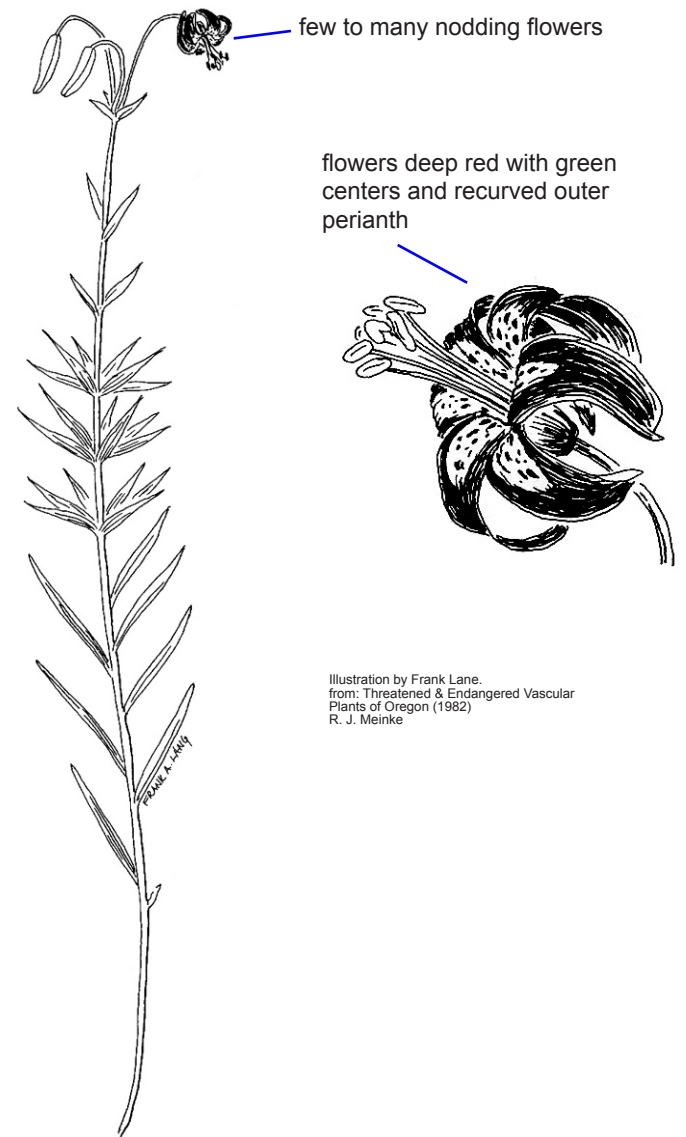 few to many nodding flowers
flowers deep red with green
centers and recurved outer
perianth
Illustration by Frank Lane.
from: Threatened & Endangered Vascular
Plants of Oregon (1982)
R. J. Meinke
FRANK A. LANG